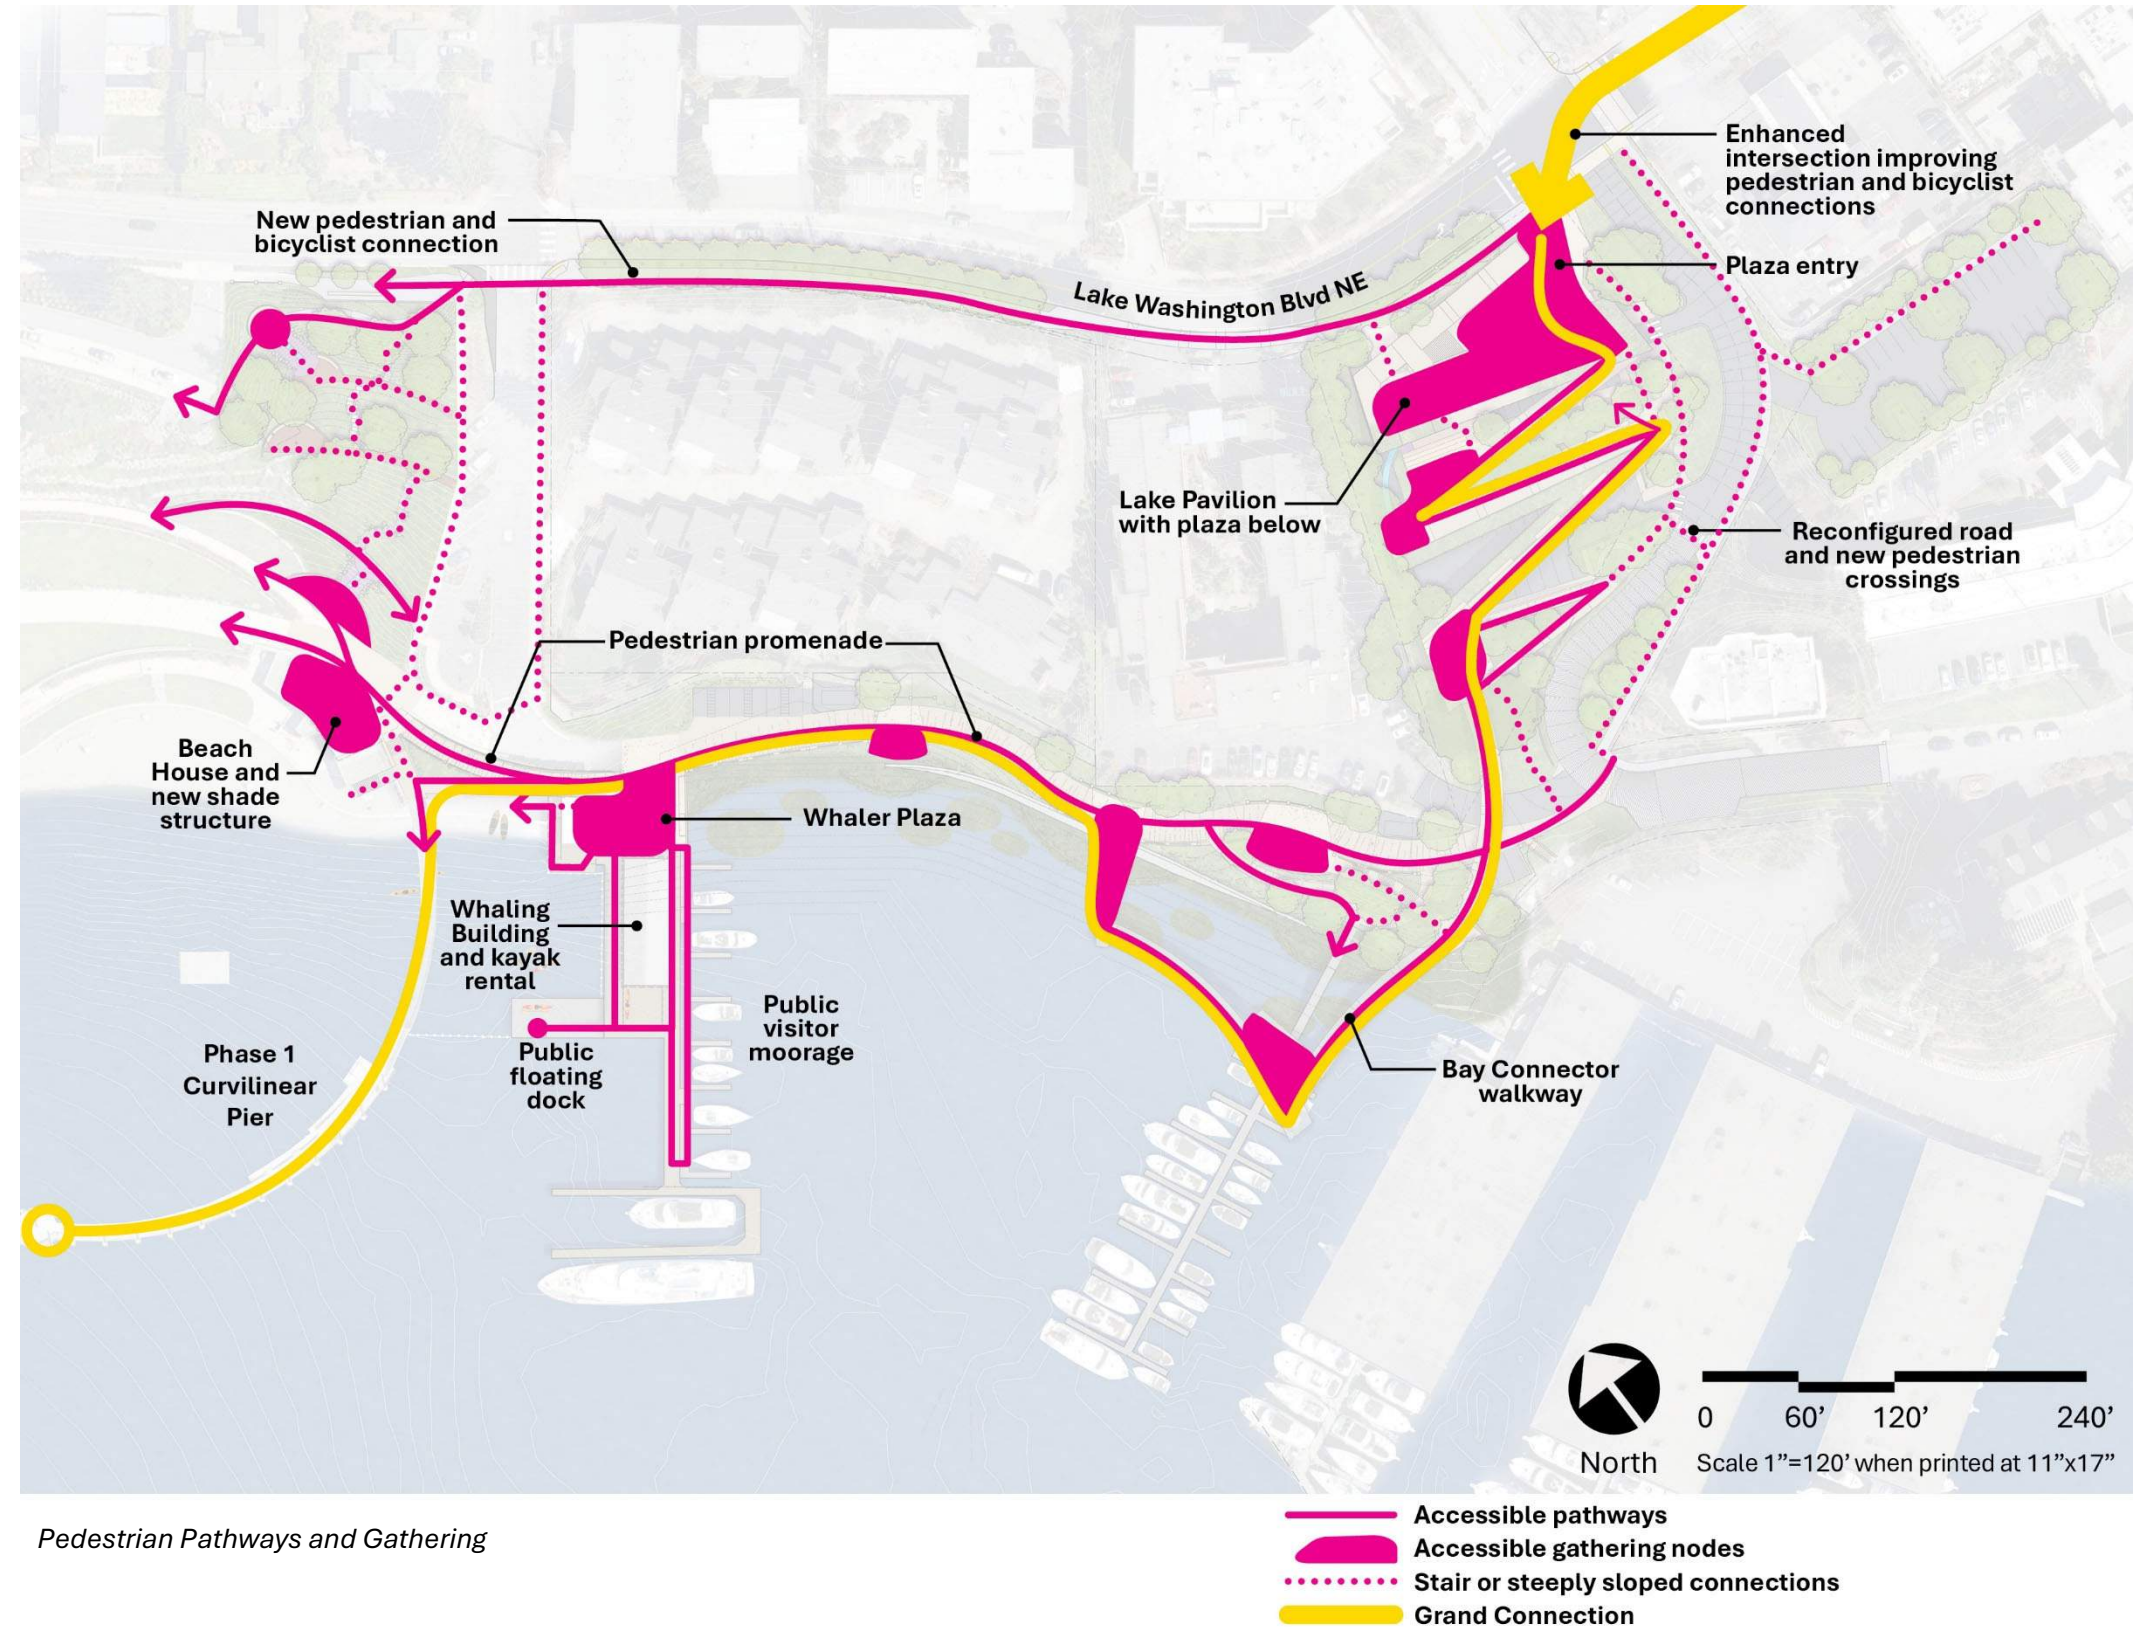 Enhanced
intersection improving
pedestrian and bicyclist
connections
New pedestrian and
bicyclist connection
Plaza entry
Lake Washington Blvd NE
Lake Pavilion
with plaza below
Reconfigured road
and new pedestrian
crossings
Pedestrian promenade
Beach
House and
new shade
structure
Whaler Plaza
Whaling
Building
and kayak
rental
Public
visitor
moorage
Phase 1
Curvilinear
Pier
Public
floating
dock
Bay Connector
walkway
North
0 60’ 120’ 240’
Scale 1”=120’ when printed at 11”x17”
Pedestrian Pathways and Gathering
Accessible pathways
Accessible gathering nodes
Stair or steeply sloped connections
Grand Connection